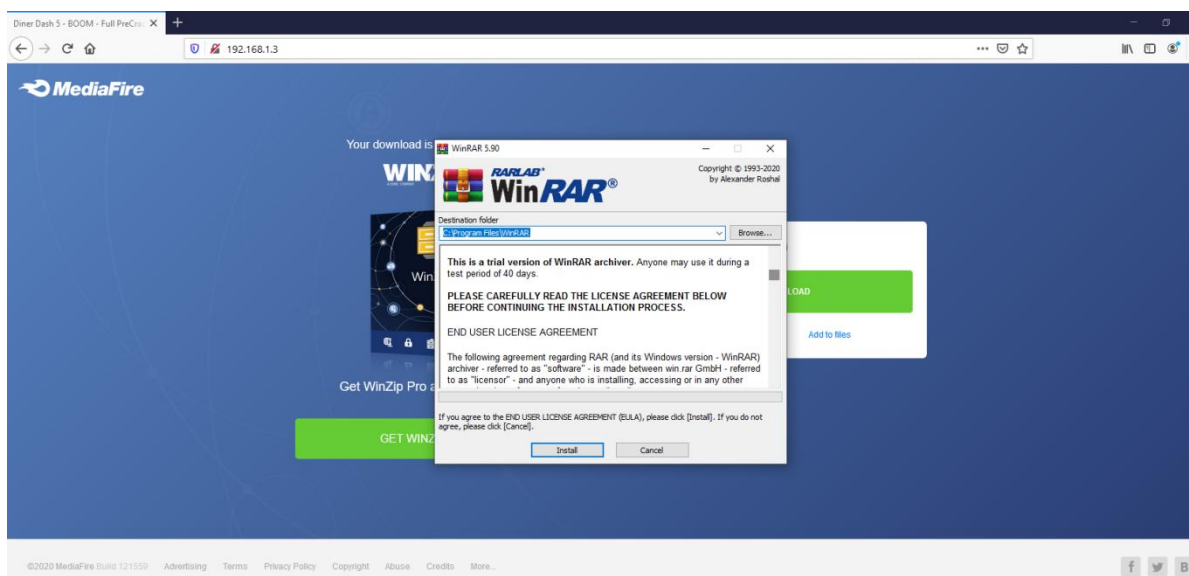 Diner Dash 5 - BOOM - Full PreCra
192.168.1.3
MediaFire
Your download is
WIN
Win
Get WinZip Pro a
GET WINZ
WinRAR 5.90
RARLAB
WinRAR®
Copyright © 1993-2020
by Alexander Roshal
Destination folder
C:\Program Files\WinRAR
Browse...
This is a trial version of WinRAR archiver. Anyone may use it during a
test period of 40 days.
PLEASE CAREFULLY READ THE LICENSE AGREEMENT BELOW
BEFORE CONTINUING THE INSTALLATION PROCESS.
END USER LICENSE AGREEMENT
The following agreement regarding RAR (and its Windows version - WinRAR)
archiver - referred to as "software" - is made between win.rar GmbH - referred
to as "licensor" - and anyone who is installing, accessing or in any other
If you agree to the END USER LICENSE AGREEMENT (EULA), please click [Install]. If you do not
agree, please click [Cancel].
Install
Cancel
LOAD
Add to files
©2020 MediaFire Build 121559 Advertising Terms Privacy Policy Copyright Abuse Credits More...